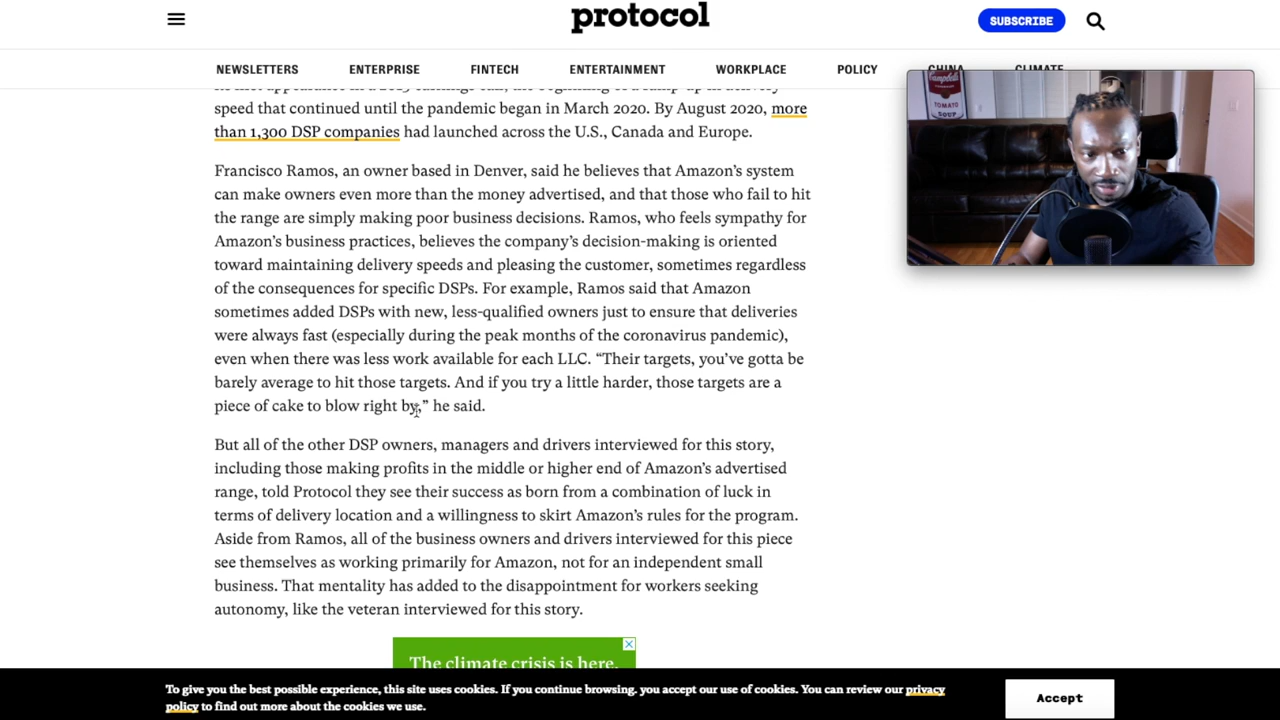 protocol
SUBSCRIBE
NEWSLETTERS ENTERPRISE FINTECH ENTERTAINMENT WORKPLACE POLICY CHINA CLIMATE
speed that continued until the pandemic began in March 2020. By August 2020, more
than 1,300 DSP companies had launched across the U.S., Canada and Europe.
Francisco Ramos, an owner based in Denver, said he believes that Amazon’s system
can make owners even more than the money advertised, and that those who fail to hit
the range are simply making poor business decisions. Ramos, who feels sympathy for
Amazon’s business practices, believes the company’s decision-making is oriented
toward maintaining delivery speeds and pleasing the customer, sometimes regardless
of the consequences for specific DSPs. For example, Ramos said that Amazon
sometimes added DSPs with new, less-qualified owners just to ensure that deliveries
were always fast (especially during the peak months of the coronavirus pandemic),
even when there was less work available for each LLC. “Their targets, you’ve gotta be
barely average to hit those targets. And if you try a little harder, those targets are a
piece of cake to blow right by,” he said.
But all of the other DSP owners, managers and drivers interviewed for this story,
including those making profits in the middle or higher end of Amazon’s advertised
range, told Protocol they see their success as born from a combination of luck in
terms of delivery location and a willingness to skirt Amazon’s rules for the program.
Aside from Ramos, all of the business owners and drivers interviewed for this piece
see themselves as working primarily for Amazon, not for an independent small
business. That mentality has added to the disappointment for workers seeking
autonomy, like the veteran interviewed for this story.
The climate crisis is here.
To give you the best possible experience, this site uses cookies. If you continue browsing. you accept our use of cookies. You can review our privacy
policy to find out more about the cookies we use.
Accept
Campbell's
TOMATO
SOUP